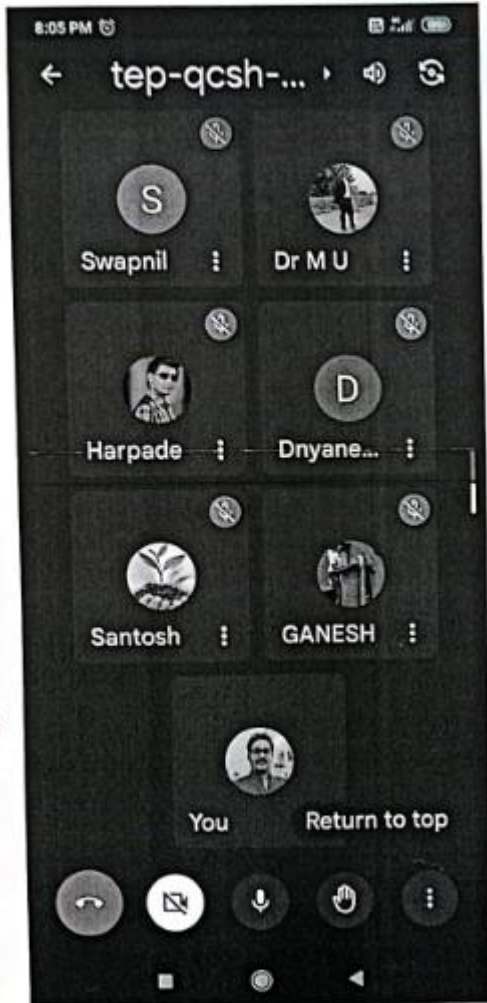 8:05 PM
tep-qcsh-...
S
Swapnil
Dr M U
Harpade
D
Dnyane...
Santosh
GANESH
You
Return to top